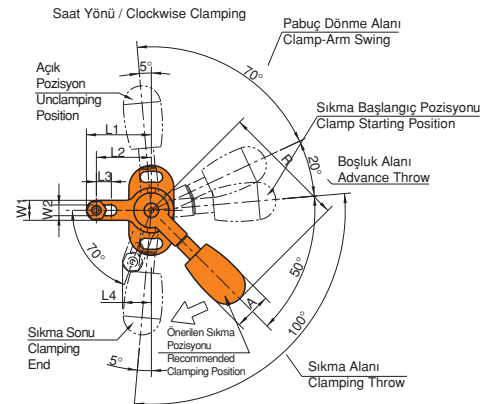 Saat Yönü / Clockwise Clamping
Pabuç Dönme Alanı
Clamp-Arm Swing
5°
70°
Açık
Pozisyon
Unclamping
Position
Sıkma Başlangıç Pozisyonu
Clamp Starting Position
L1
L2
L3
R
20°
Boşluk Alanı
Advance Throw
W1
W2
G
70°
50°
100°
L4
A
Sıkma Sonu
Clamping
End
Önerilen Sıkma
Pozisyonu
Recommended
Clamping Position
5°
Sıkma Alanı
Clamping Throw